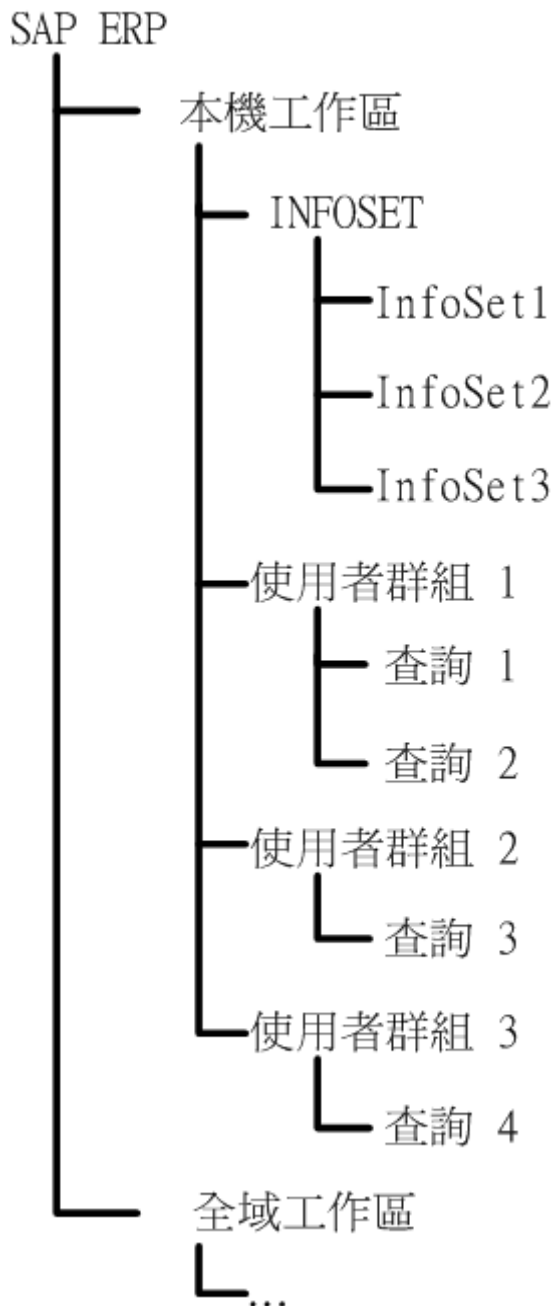 SAP ERP
本機工作區
INFOSET
InfoSet1
InfoSet2
InfoSet3
使用者群組 1
查詢 1
查詢 2
使用者群組 2
查詢 3
使用者群組 3
查詢 4
全域工作區
...